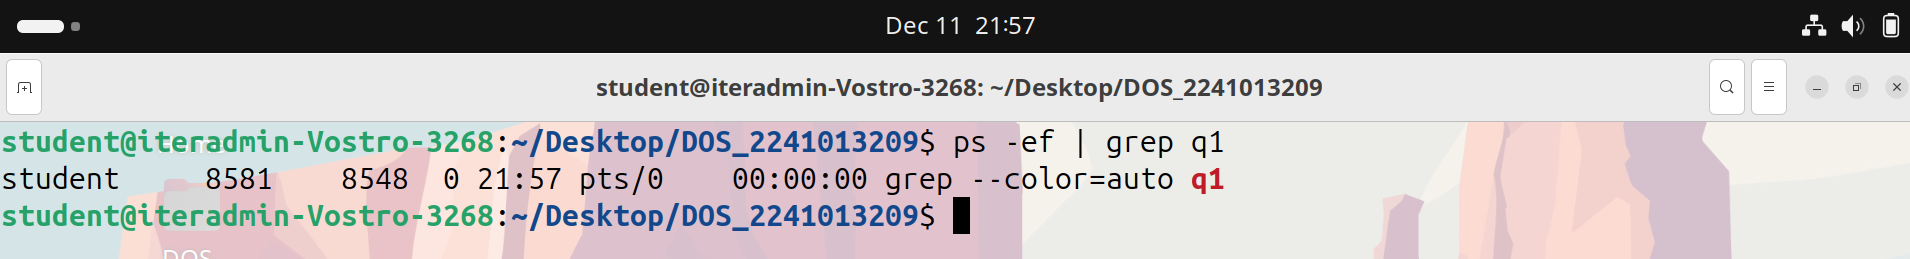 Dec 11 21:57
student@iteradmin-Vostro-3268: ~/Desktop/DOS_2241013209
student@iteradmin-Vostro-3268:~/Desktop/DOS_2241013209$ ps -ef | grep q1
student     8581    8548  0 21:57 pts/0    00:00:00 grep --color=auto q1
student@iteradmin-Vostro-3268:~/Desktop/DOS_2241013209$
DOS